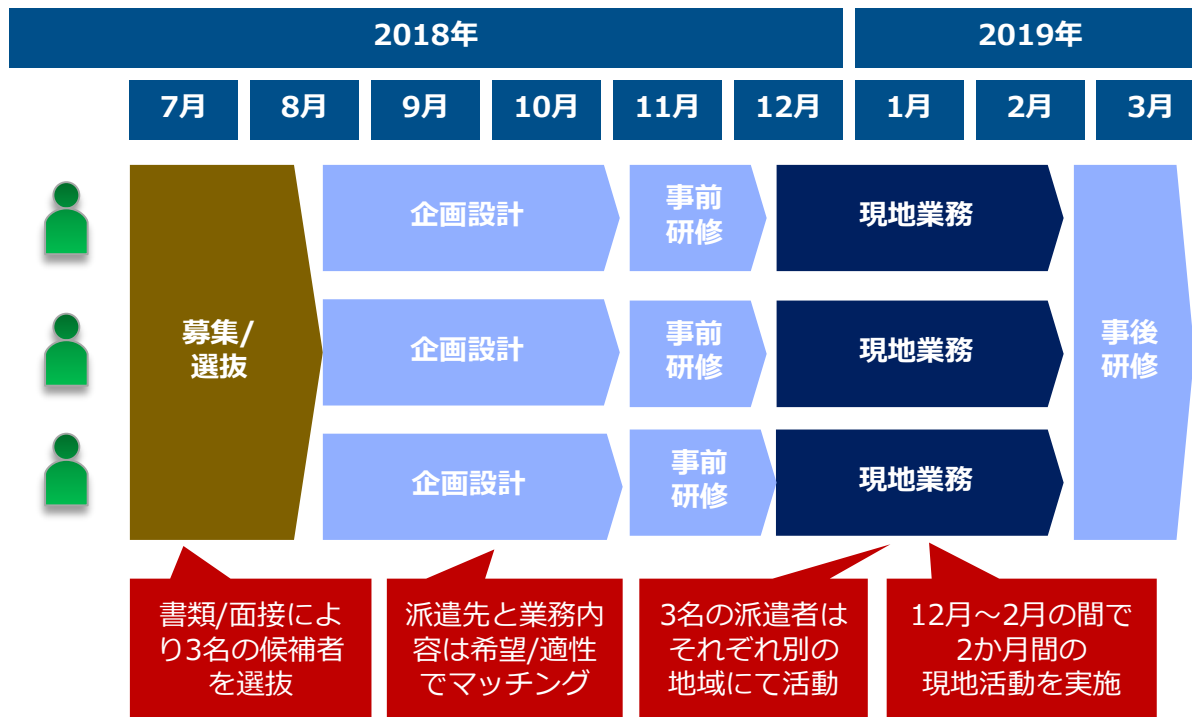 2018年
2019年
7月
8月
9月
10月
11月
12月
1月
2月
3月
募集/
選抜
企画設計
事前
研修
現地業務
企画設計
事前
研修
現地業務
企画設計
事前
研修
現地業務
事後
研修
書類/面接によ
り3名の候補者
を選抜
派遣先と業務内
容は希望/適性
でマッチング
3名の派遣者は
それぞれ別の
地域にて活動
12月～2月の間で
2か月間の
現地活動を実施